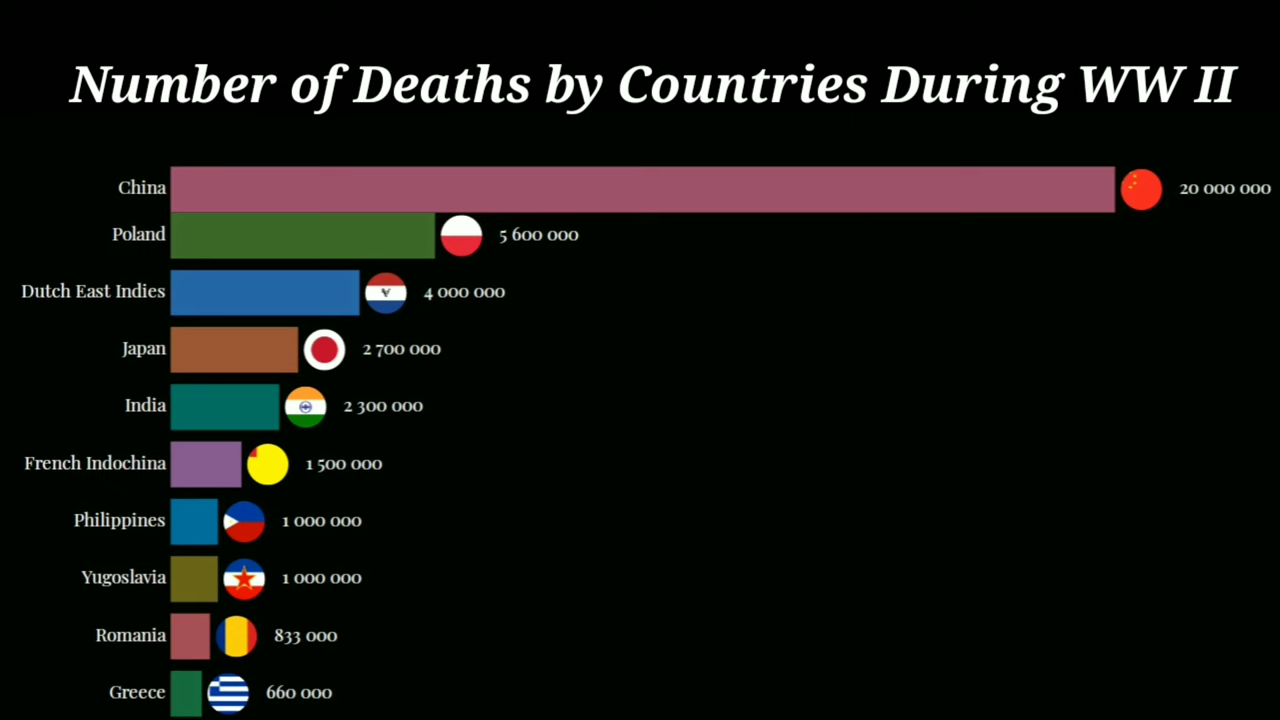 Number of Deaths by Countries During WW II
China 20 000 000
Poland 5 600 000
Dutch East Indies 4 000 000
Japan 2 700 000
India 2 300 000
French Indochina 1 500 000
Philippines 1 000 000
Yugoslavia 1 000 000
Romania 833 000
Greece 660 000